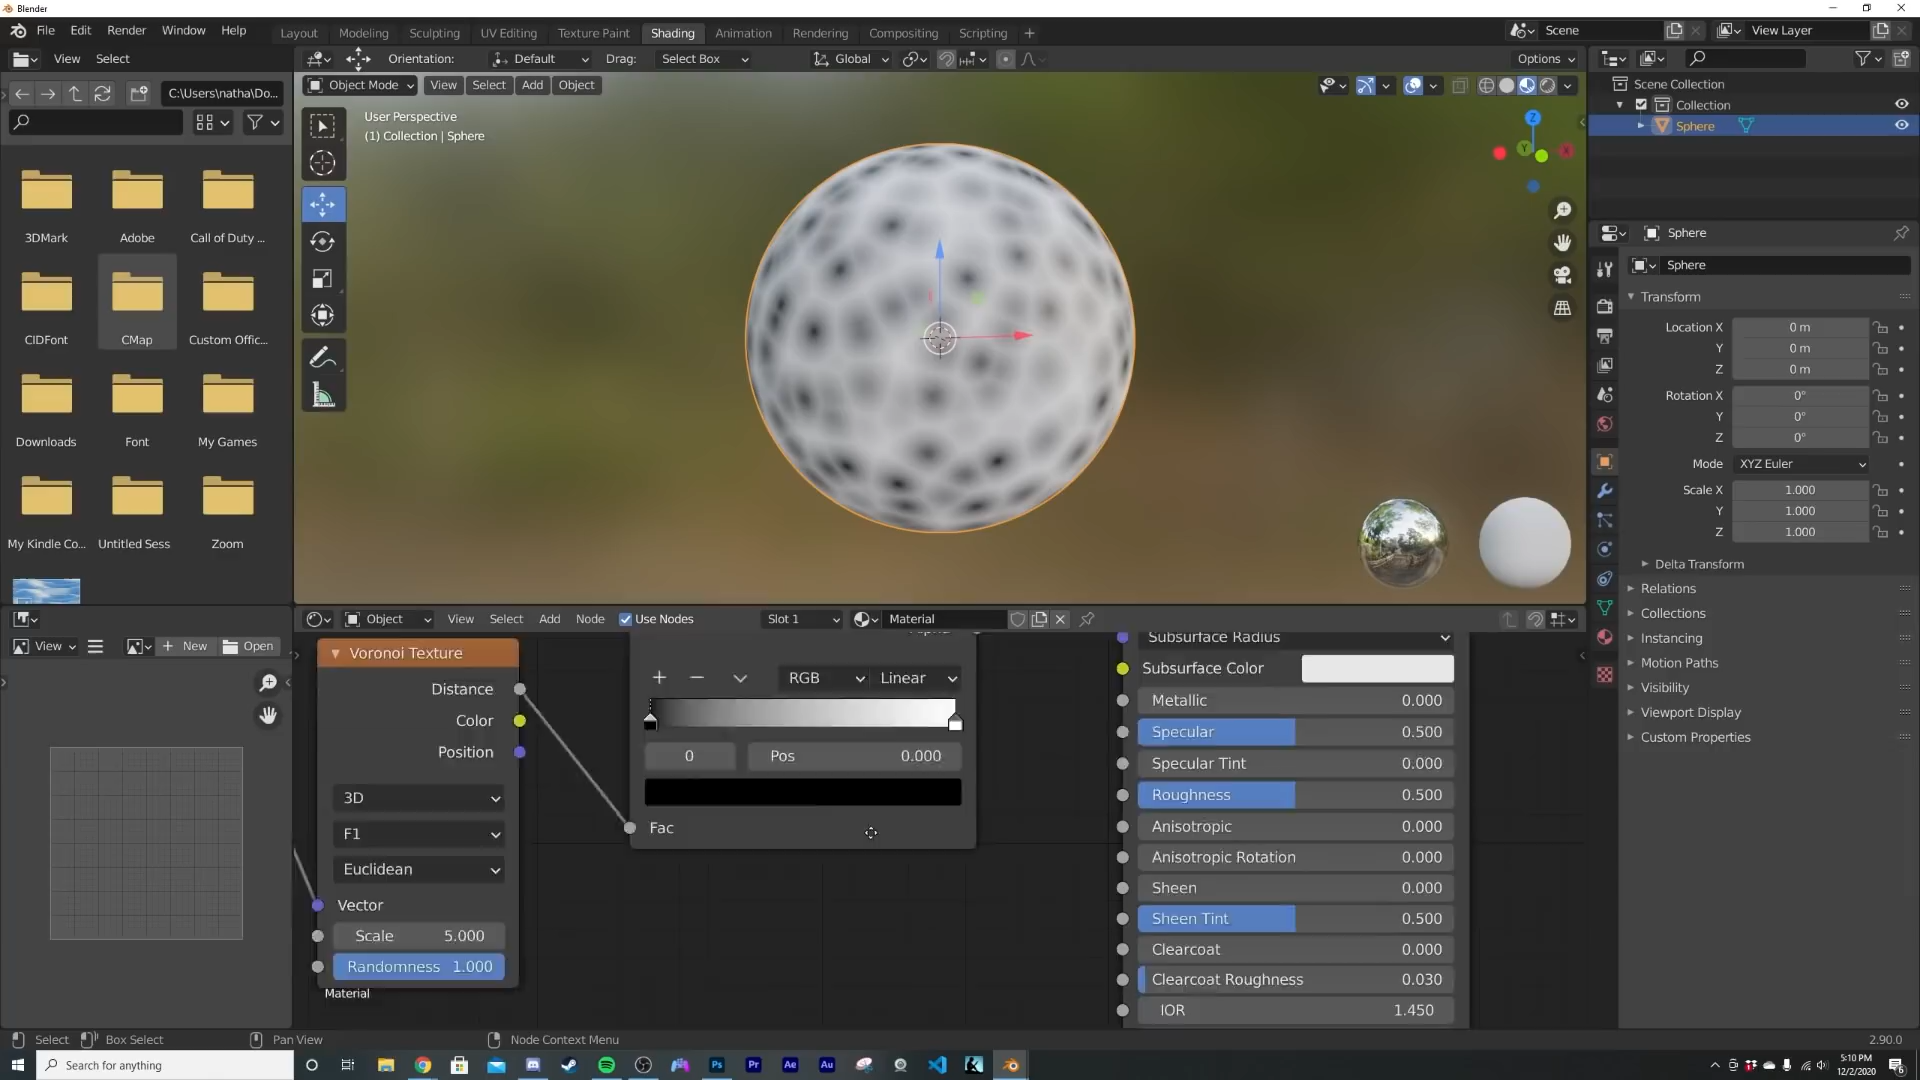 Blender
File Edit Render Window Help
Layout Modeling Sculpting UV Editing Texture Paint Shading Animation Rendering Compositing Scripting +
Scene
View Layer
View Select
Orientation: Default Drag: Select Box
Global
Options
C:\Users\natha\Do...
Object Mode View Select Add Object
User Perspective
(1) Collection | Sphere
Z
Y
X
Scene Collection
Collection
Sphere
3DMark Adobe Call of Duty ...
CIDFont CMap Custom Offic...
Downloads Font My Games
My Kindle Co... Untitled Sess Zoom
Sphere
Sphere
Transform
Location X 0 m
Y 0 m
Z 0 m
Rotation X 0°
Y 0°
Z 0°
Mode XYZ Euler
Scale X 1.000
Y 1.000
Z 1.000
Delta Transform
Relations
Collections
Instancing
Motion Paths
Visibility
Viewport Display
Custom Properties
View New Open
Object View Select Add Node Use Nodes Slot 1 Material
Voronoi Texture
Distance
Color
Position
3D
F1
Euclidean
Vector
Scale 5.000
Randomness 1.000
Material
RGB Linear
0 Pos 0.000
Fac
Subsurface Radius
Subsurface Color
Metallic 0.000
Specular 0.500
Specular Tint 0.000
Roughness 0.500
Anisotropic 0.000
Anisotropic Rotation 0.000
Sheen 0.000
Sheen Tint 0.500
Clearcoat 0.000
Clearcoat Roughness 0.030
IOR 1.450
Select Box Select Pan View Node Context Menu 2.90.0
Search for anything
Ps Pr Ae Au
5:10 PM
12/2/2020